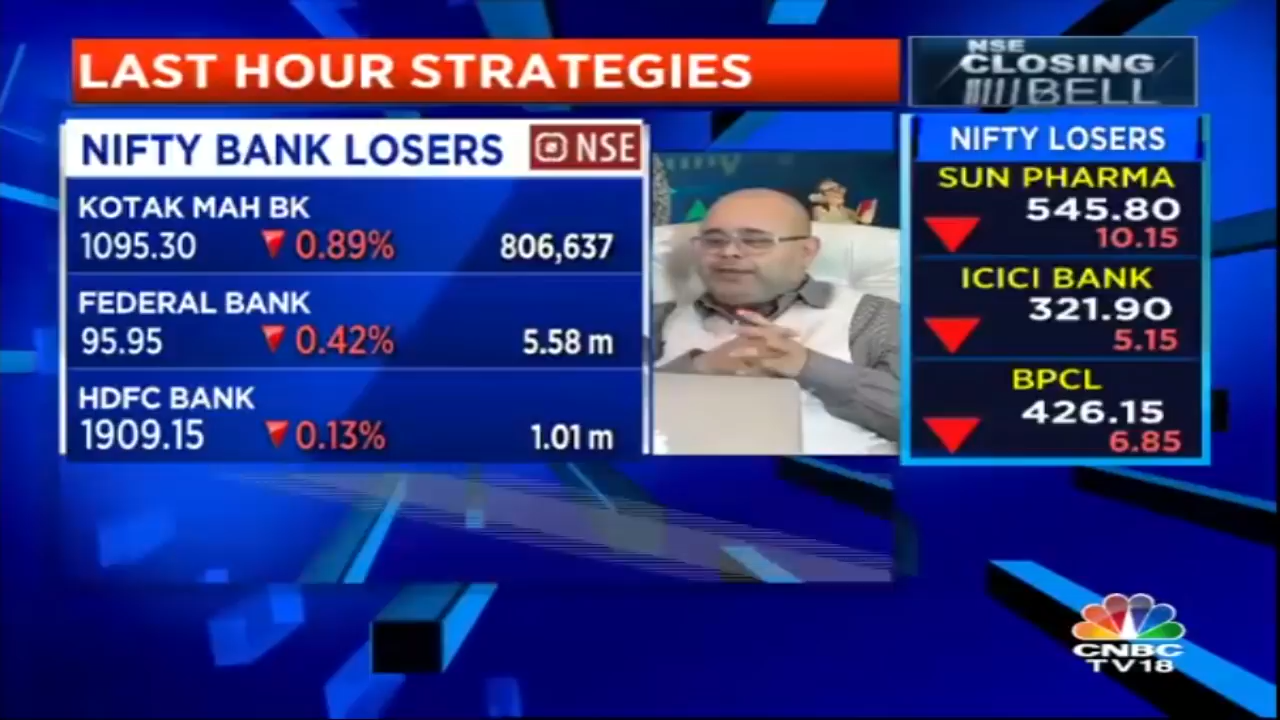 LAST HOUR STRATEGIES
NSE
CLOSING
BELL
NIFTY BANK LOSERS NSE
KOTAK MAH BK
1095.30 0.89% 806,637
FEDERAL BANK
95.95 0.42% 5.58 m
HDFC BANK
1909.15 0.13% 1.01 m
NIFTY LOSERS
SUN PHARMA
545.80
10.15
ICICI BANK
321.90
5.15
BPCL
426.15
6.85
CNBC
TV18